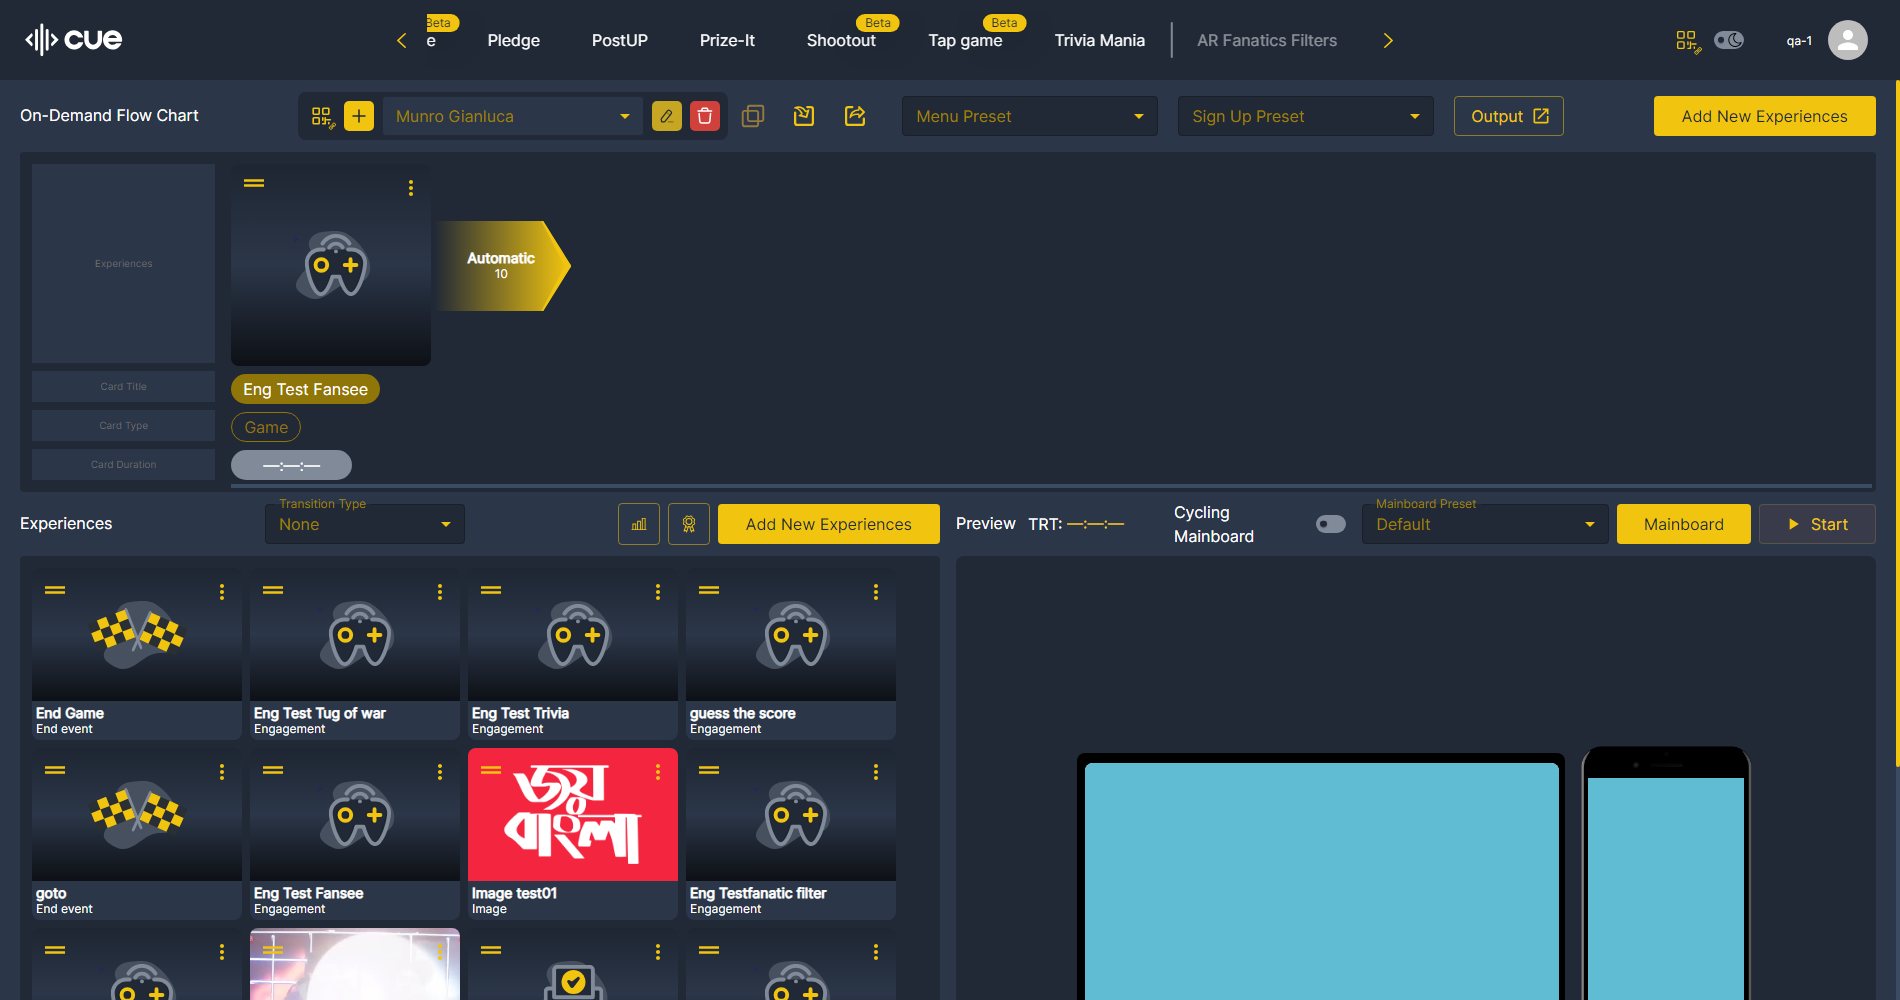 cue
Beta
e
Pledge
PostUP
Prize-It
Beta
Shootout
Beta
Tap game
Trivia Mania
AR Fanatics Filters
qa-1
On-Demand Flow Chart
Munro Gianluca
Menu Preset
Sign Up Preset
Output
Add New Experiences
Experiences
Automatic
10
Card Title
Eng Test Fansee
Card Type
Game
Card Duration
—:—:—
Experiences
Transition Type
None
Add New Experiences
Preview
TRT: —:—:—
Cycling
Mainboard
Mainboard Preset
Default
Mainboard
Start
End Game
End event
Eng Test Tug of war
Engagement
Eng Test Trivia
Engagement
guess the score
Engagement
goto
End event
Eng Test Fansee
Engagement
জয়
বাংলা
Image test01
Image
Eng Testfanatic filter
Engagement